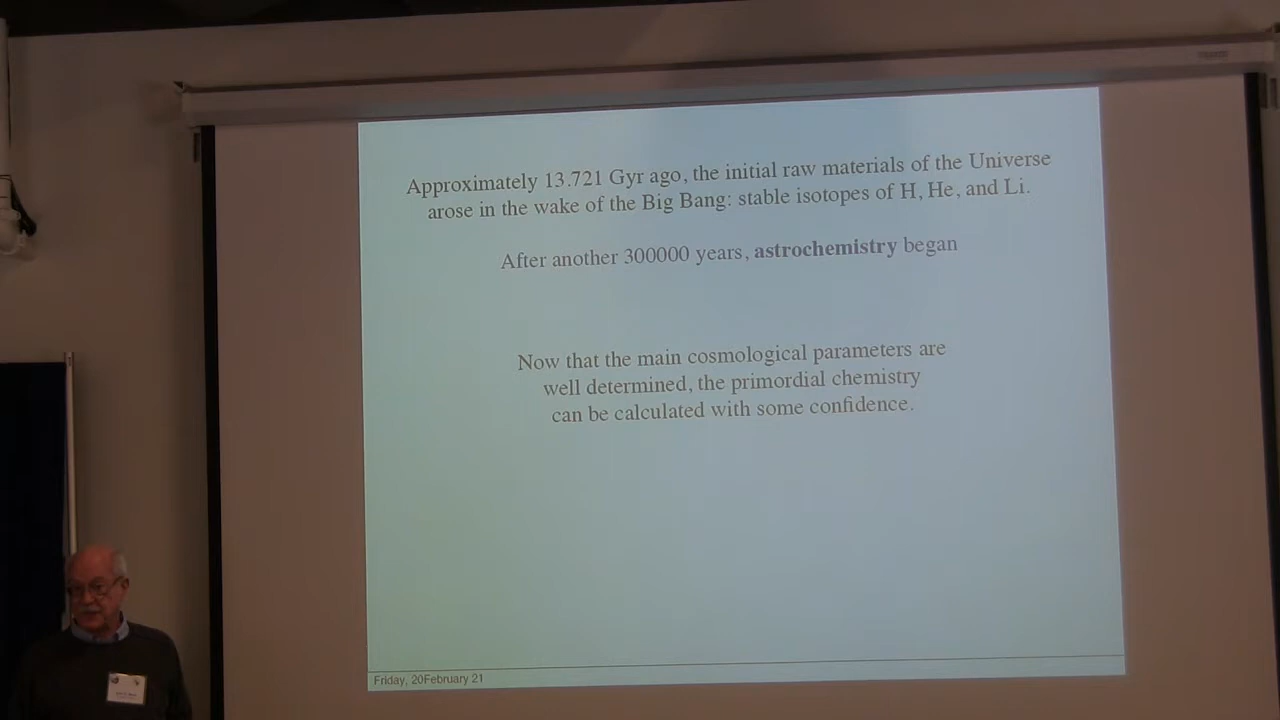 Approximately 13.721 Gyr ago, the initial raw materials of the Universe
arose in the wake of the Big Bang: stable isotopes of H, He, and Li.
After another 300000 years, astrochemistry began
Now that the main cosmological parameters are
well determined, the primordial chemistry
can be calculated with some confidence.
Friday, 20February 21